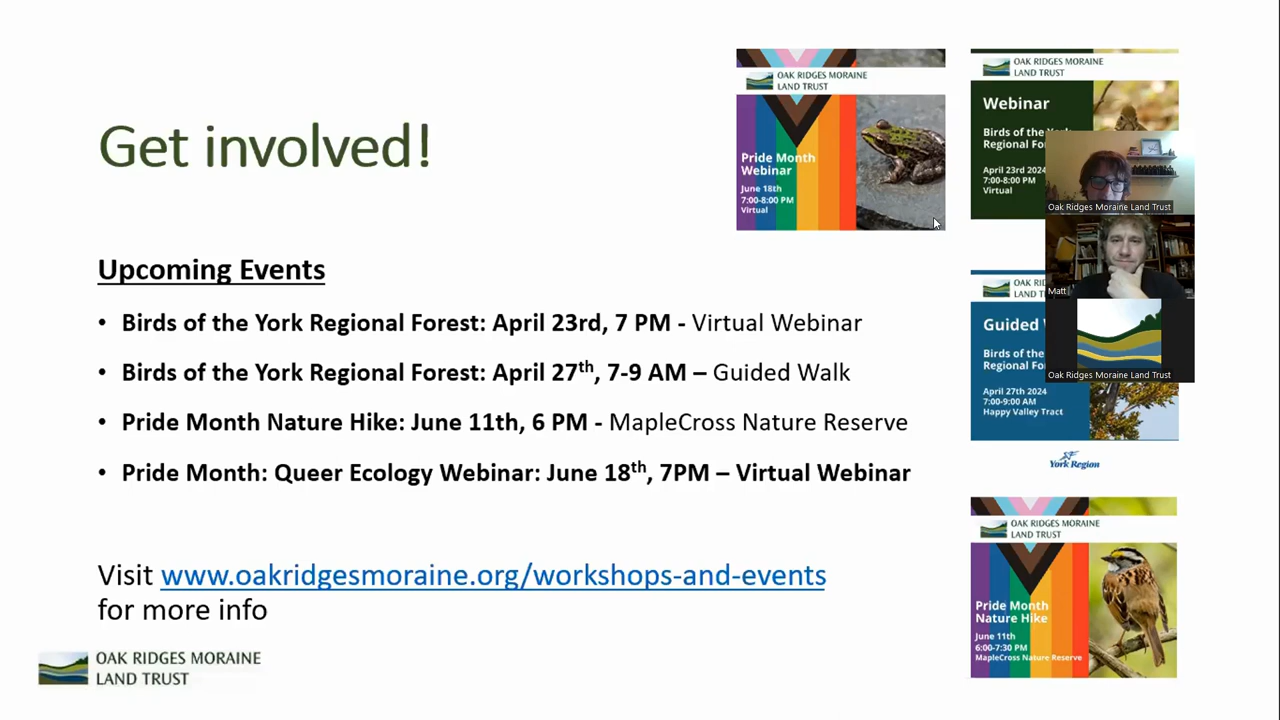 Get involved!
Upcoming Events
• Birds of the York Regional Forest: April 23rd, 7 PM - Virtual Webinar
• Birds of the York Regional Forest: April 27th, 7-9 AM – Guided Walk
• Pride Month Nature Hike: June 11th, 6 PM - MapleCross Nature Reserve
• Pride Month: Queer Ecology Webinar: June 18th, 7PM – Virtual Webinar
Visit www.oakridgesmoraine.org/workshops-and-events
for more info
OAK RIDGES MORAINE
LAND TRUST
OAK RIDGES MORAINE
LAND TRUST
Pride Month
Webinar
June 18th
7:00-8:00 PM
Virtual
OAK RIDGES MORAINE
LAND TRUST
Webinar
Birds of the York
Regional
April 23rd 2024
7:00-8:00 PM
Virtual
Oak Ridges Moraine Land Trust
Matt
Oak Ridges Moraine Land Trust
Guided
Birds of the
Regional
April 27th 2024
7:00-9:00 AM
Happy Valley Tract
York Region
OAK RIDGES MORAINE
LAND TRUST
Pride Month
Nature Hike
June 11th
6:00-7:30 PM
MapleCross Nature Reserve